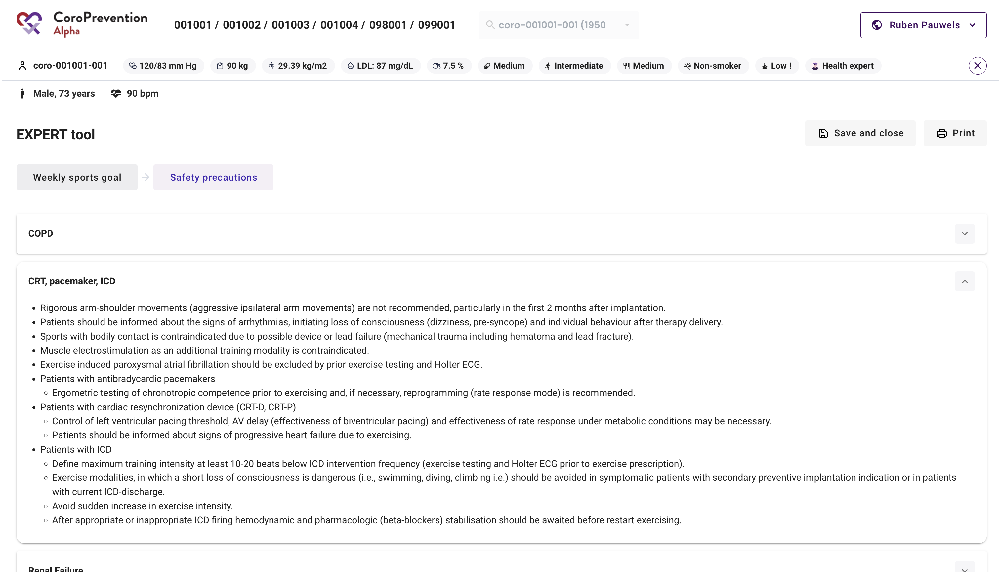 CoroPrevention
Alpha
001001 / 001002 / 001003 / 001004 / 098001 / 099001
coro-001001-001 (1950
Ruben Pauwels
coro-001001-001
120/83 mm Hg
90 kg
29.39 kg/m2
LDL: 87 mg/dL
7.5 %
Medium
Intermediate
Medium
Non-smoker
Low !
Health expert
Male, 73 years
90 bpm
EXPERT tool
Save and close
Print
Weekly sports goal
Safety precautions
COPD
CRT, pacemaker, ICD
• Rigorous arm-shoulder movements (aggressive ipsilateral arm movements) are not recommended, particularly in the first 2 months after implantation.
• Patients should be informed about the signs of arrhythmias, initiating loss of consciousness (dizziness, pre-syncope) and individual behaviour after therapy delivery.
• Sports with bodily contact is contraindicated due to possible device or lead failure (mechanical trauma including hematoma and lead fracture).
• Muscle electrostimulation as an additional training modality is contraindicated.
• Exercise induced paroxysmal atrial fibrillation should be excluded by prior exercise testing and Holter ECG.
• Patients with antibradycardic pacemakers
◦ Ergometric testing of chronotropic competence prior to exercising and, if necessary, reprogramming (rate response mode) is recommended.
• Patients with cardiac resynchronization device (CRT-D, CRT-P)
◦ Control of left ventricular pacing threshold, AV delay (effectiveness of biventricular pacing) and effectiveness of rate response under metabolic conditions may be necessary.
◦ Patients should be informed about signs of progressive heart failure due to exercising.
• Patients with ICD
◦ Define maximum training intensity at least 10-20 beats below ICD intervention frequency (exercise testing and Holter ECG prior to exercise prescription).
◦ Exercise modalities, in which a short loss of consciousness is dangerous (i.e., swimming, diving, climbing i.e.) should be avoided in symptomatic patients with secondary preventive implantation indication or in patients
with current ICD-discharge.
◦ Avoid sudden increase in exercise intensity.
◦ After appropriate or inappropriate ICD firing hemodynamic and pharmacologic (beta-blockers) stabilisation should be awaited before restart exercising.
Renal Failure